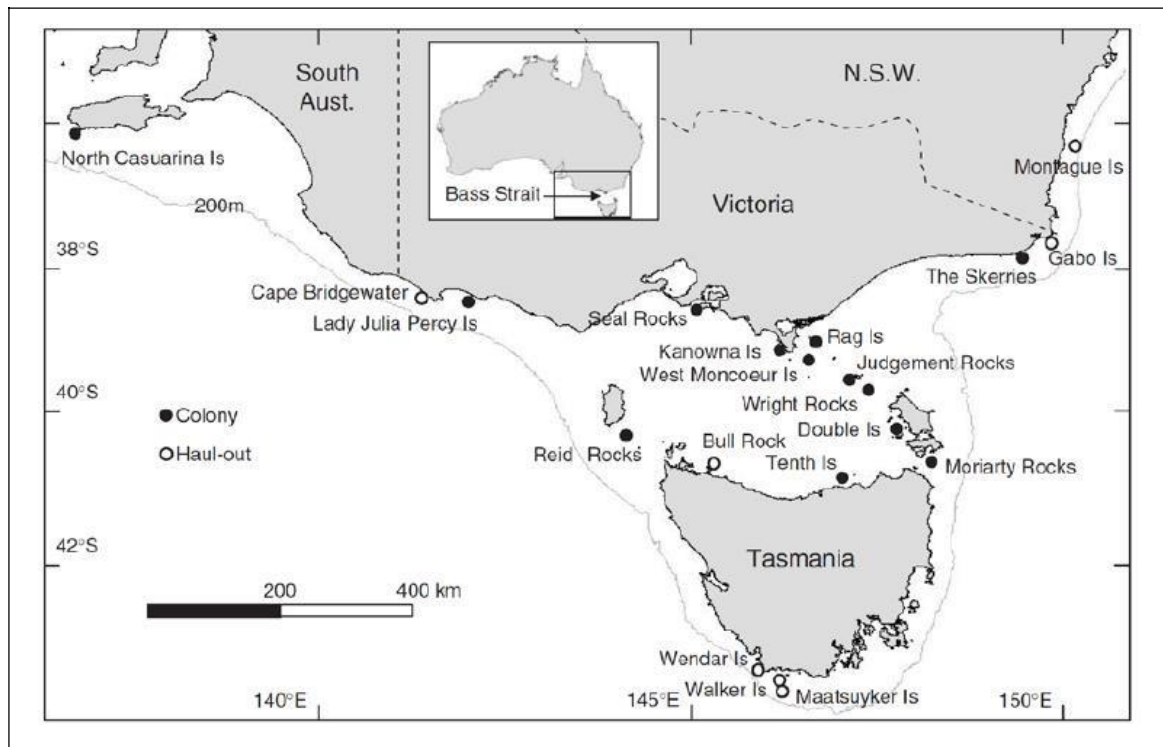 South
Aust.
N.S.W.
North Casuarina Is
Montague Is
Bass Strait
200m
Victoria
38°S
Gabo Is
The Skerries
Cape Bridgewater
Lady Julia Percy Is
Seal Rocks
Rag Is
Kanowna Is
Judgement Rocks
West Moncoeur Is
40°S
Wright Rocks
Colony
Double Is
Bull Rock
Haul-out
Reid Rocks
Tenth Is
Moriarty Rocks
42°S
Tasmania
200
400 km
Wendar Is
Walker Is
Maatsuyker Is
140°E
145°E
150°E